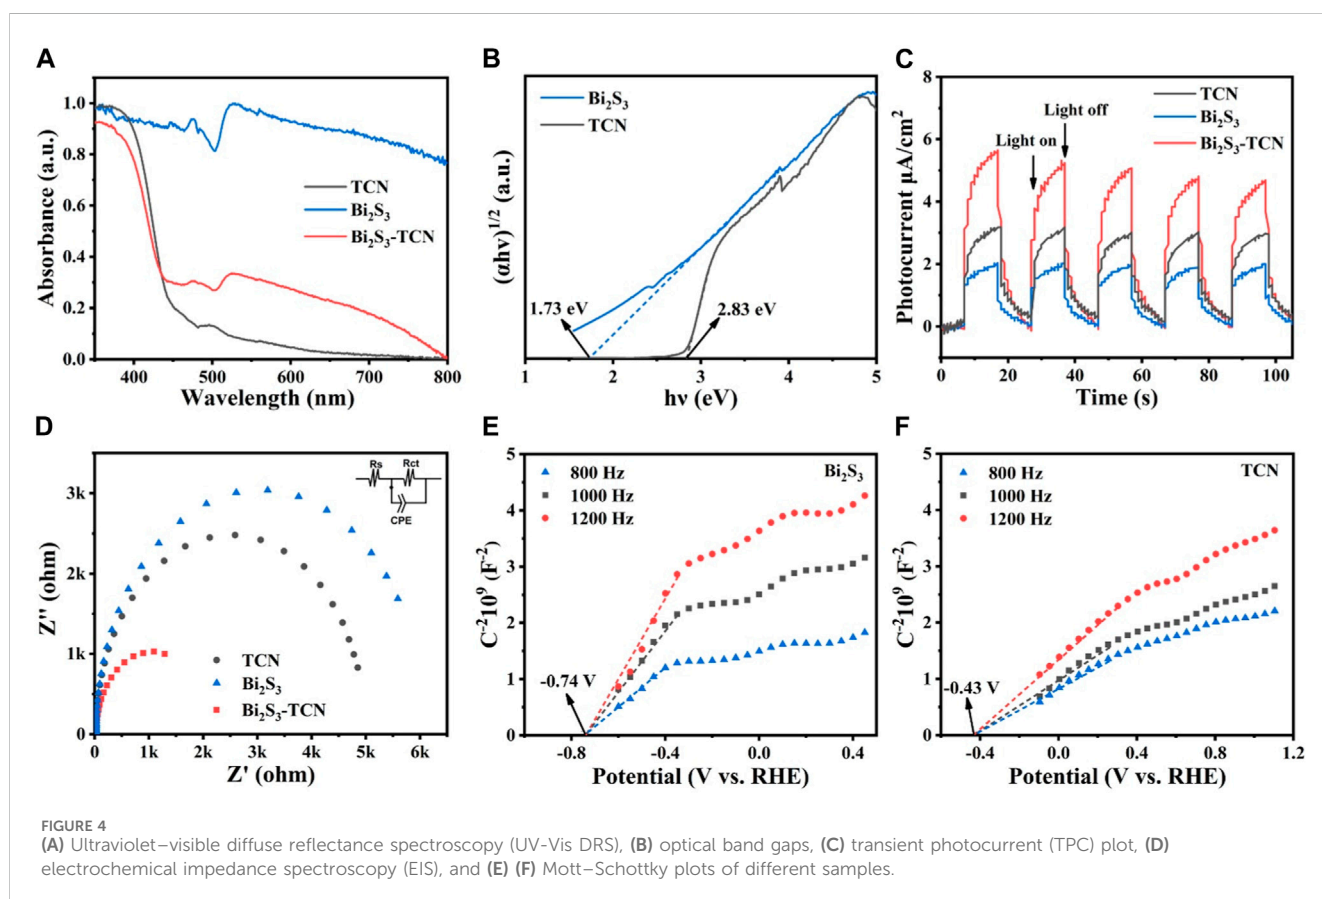 A
Absorbance (a.u.)
1.0
0.8
0.6
0.4
0.2
0.0
TCN
Bi₂S₃
Bi₂S₃-TCN
400 500 600 700 800
Wavelength (nm)
B
(αhv)^1/2 (a.u.)
Bi₂S₃
TCN
1.73 eV
2.83 eV
1 2 3 4 5
hν (eV)
C
Photocurrent μA/cm²
8
6
4
2
0
-2
TCN
Bi₂S₃
Bi₂S₃-TCN
Light off
Light on
0 20 40 60 80 100
Time (s)
D
Z'' (ohm)
3k
2k
1k
0k
Rs Rct
CPE
TCN
Bi₂S₃
Bi₂S₃-TCN
0k 1k 2k 3k 4k 5k 6k
Z' (ohm)
E
C⁻²10⁹ (F⁻²)
5
4
3
2
1
0
800 Hz
1000 Hz
1200 Hz
Bi₂S₃
-0.74 V
-0.8 -0.4 0.0 0.4
Potential (V vs. RHE)
F
C⁻²10⁹ (F⁻²)
5
4
3
2
1
0
800 Hz
1000 Hz
1200 Hz
TCN
-0.43 V
-0.4 0.0 0.4 0.8 1.2
Potential (V vs. RHE)
FIGURE 4
(A) Ultraviolet–visible diffuse reflectance spectroscopy (UV-Vis DRS), (B) optical band gaps, (C) transient photocurrent (TPC) plot, (D)
electrochemical impedance spectroscopy (EIS), and (E) (F) Mott–Schottky plots of different samples.